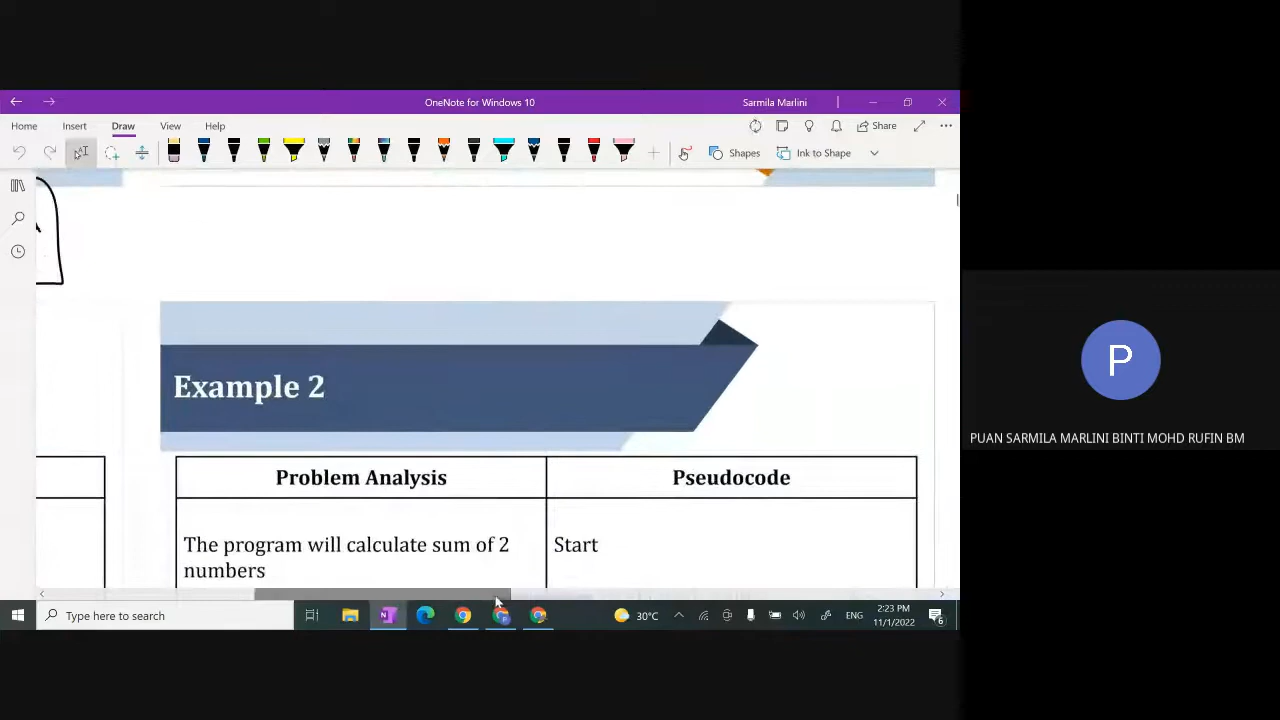 OneNote for Windows 10
Sarmila Marlini
Home
Insert
Draw
View
Help
Share
Shapes
Ink to Shape
Example 2
Problem Analysis
Pseudocode
The program will calculate sum of 2
numbers
Start
P
PUAN SARMILA MARLINI BINTI MOHD RUFIN BM
Type here to search
30°C
ENG
2:23 PM
11/1/2022
6